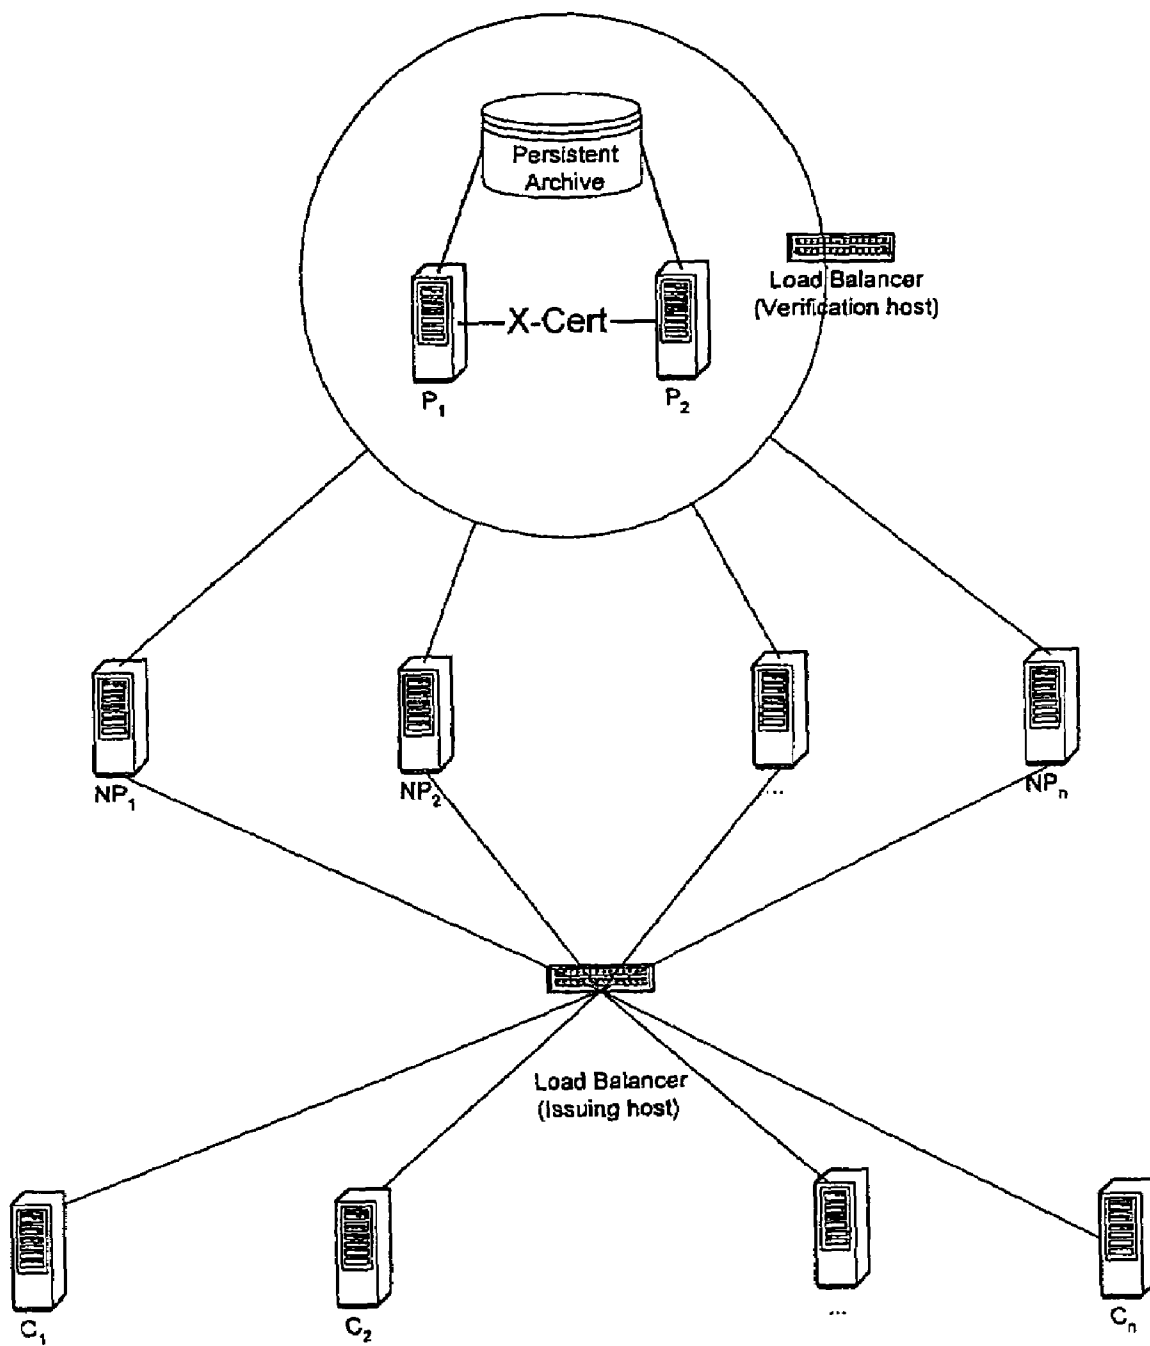 Persistent
Archive
Load Balancer
(Verification host)
X-Cert
P1
P2
NP1
NP2
...
NPn
Load Balancer
(Issuing host)
C1
C2
...
Cn